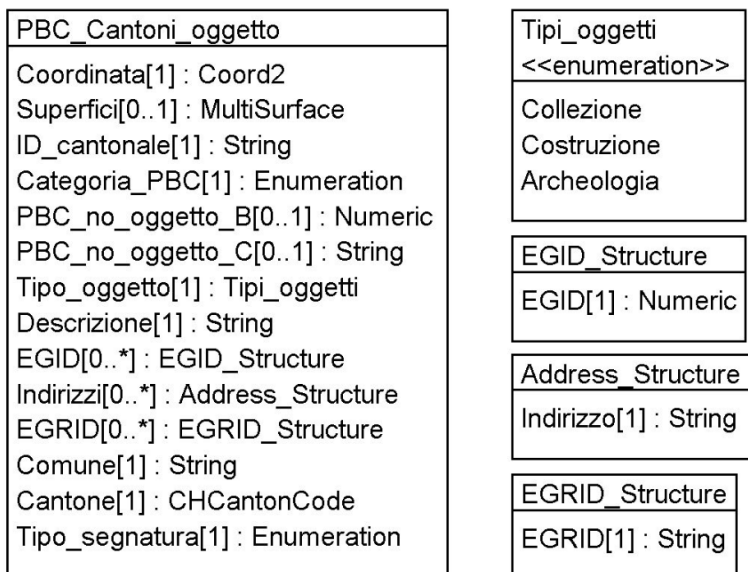 PBC_Cantoni_oggetto
Coordinata[1] : Coord2
Superfici[0..1] : MultiSurface
ID_cantonale[1] : String
Categoria_PBC[1] : Enumeration
PBC_no_oggetto_B[0..1] : Numeric
PBC_no_oggetto_C[0..1] : String
Tipo_oggetto[1] : Tipi_oggetti
Descrizione[1] : String
EGID[0..*] : EGID_Structure
Indirizzi[0..*] : Address_Structure
EGRID[0..*] : EGRID_Structure
Comune[1] : String
Cantone[1] : CHCantonCode
Tipo_segnatura[1] : Enumeration
Tipi_oggetti
<<enumeration>>
Collezione
Costruzione
Archeologia
EGID_Structure
EGID[1] : Numeric
Address_Structure
Indirizzo[1] : String
EGRID_Structure
EGRID[1] : String